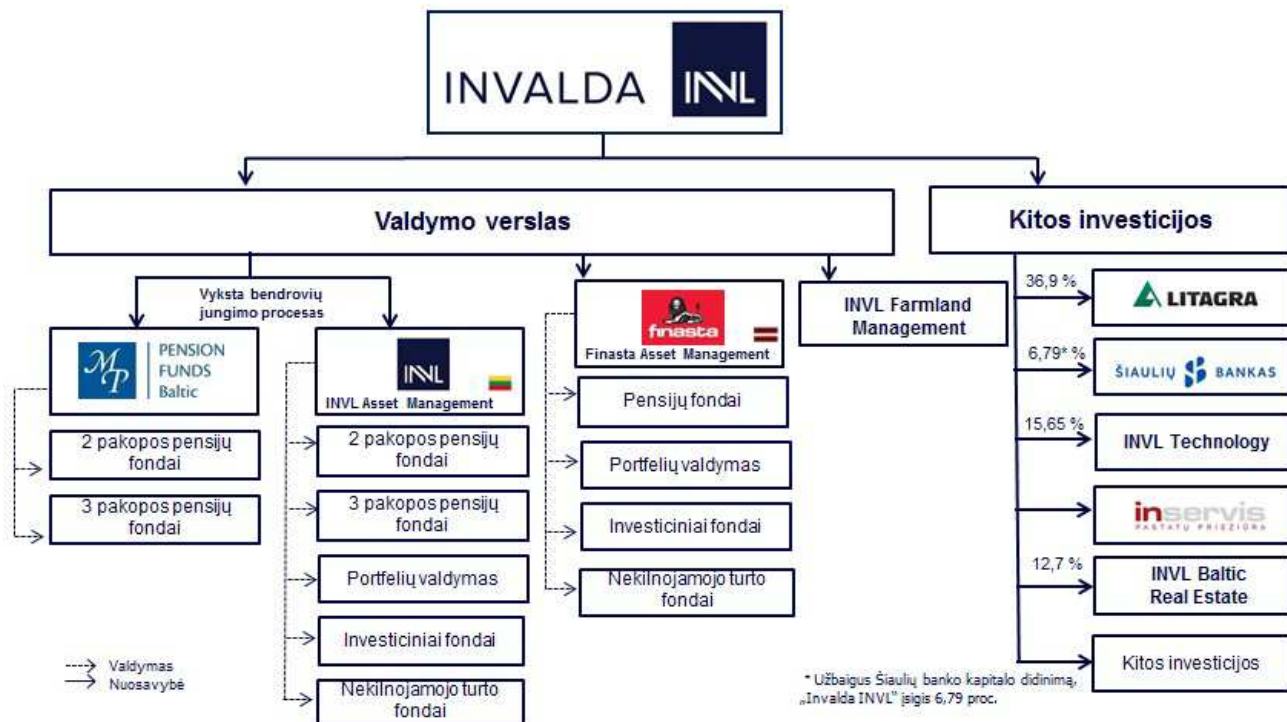 INVALDA INVL
Valdymo verslas
Kitos investicijos
Vyksta bendrovių
jungimo procesas
MP PENSION
FUNDS
Baltic
2 pakopos pensijų
fondai
3 pakopos pensijų
fondai
INVL
INVL Asset Management
2 pakopos pensijų
fondai
3 pakopos pensijų
fondai
Portfelių valdymas
Investiciniai fondai
Nekilnojamojo turto
fondai
finasta
Finasta Asset Management
Pensijų fondai
Portfelių valdymas
Investiciniai fondai
Nekilnojamojo turto
fondai
INVL Farmland
Management
36,9 %
LITAGRA
6,79* %
ŠIAULIŲ BANKAS
15,65 %
INVL Technology
inservis
PASTATŲ PRIEŽIŪRA
12,7 %
INVL Baltic
Real Estate
Kitos investicijos
Valdymas
Nuosavybė
* Užbaigus Šiaulių banko kapitalo didinimą,
„Invalda INVL“ įsigis 6,79 proc.